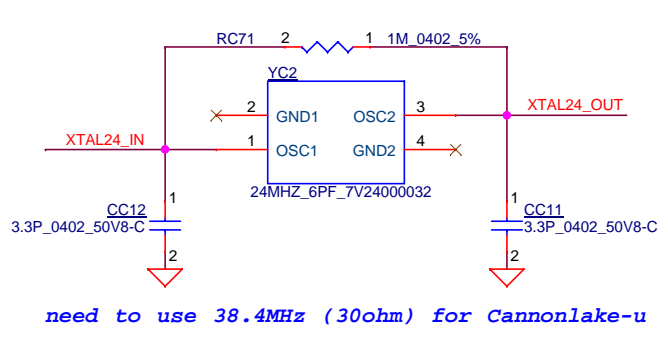 RC71 2 1 1M_0402_5%
YC2
2 GND1 OSC2 3 XTAL24_OUT
XTAL24_IN 1 OSC1 GND2 4
24MHZ_6PF_7V24000032
1 1
CC12 CC11
3.3P_0402_50V8-C 3.3P_0402_50V8-C
2 2
need to use 38.4MHz (30ohm) for Cannonlake-u